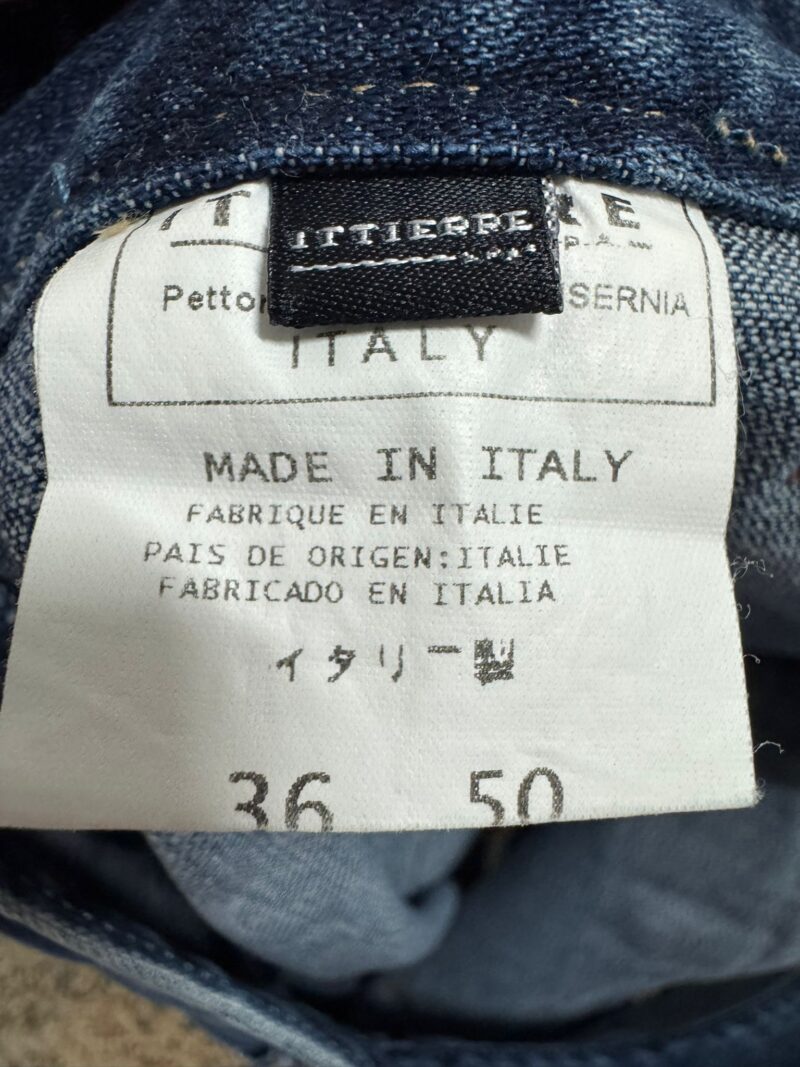 ITTIERRE
S.P.A.
SERNIA
ITALY
MADE IN ITALY
FABRIQUE EN ITALIE
PAIS DE ORIGEN:ITALIE
FABRICADO EN ITALIA
イタリー製
36 50